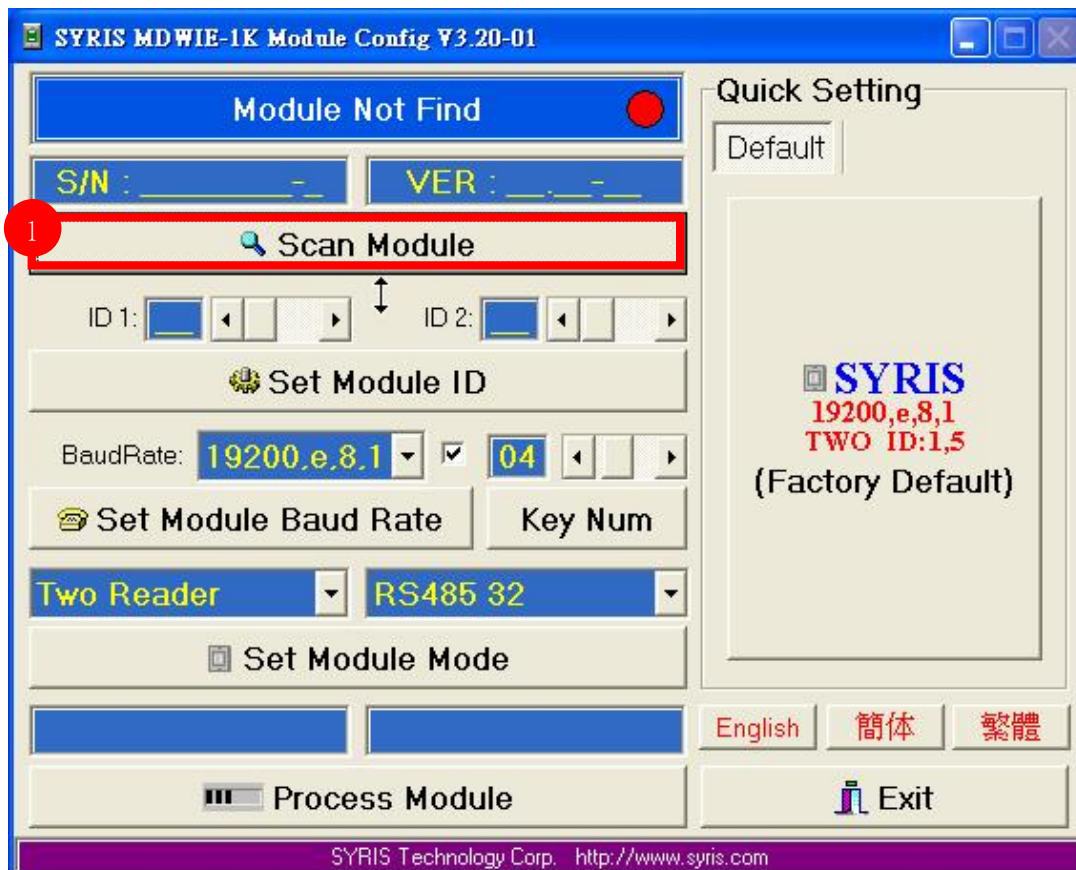 SYRIS MDWIE-1K Module Config V3.20-01
Module Not Find
S/N : ________-_
VER : __.__-__
1
Scan Module
ID 1: __
ID 2: __
Set Module ID
BaudRate: 19200,e,8,1
04
Set Module Baud Rate
Key Num
Two Reader
RS485 32
Set Module Mode
Process Module
Quick Setting
Default
SYRIS
19200,e,8,1
TWO ID:1,5
(Factory Default)
English
簡体
繁體
Exit
SYRIS Technology Corp. http://www.syris.com